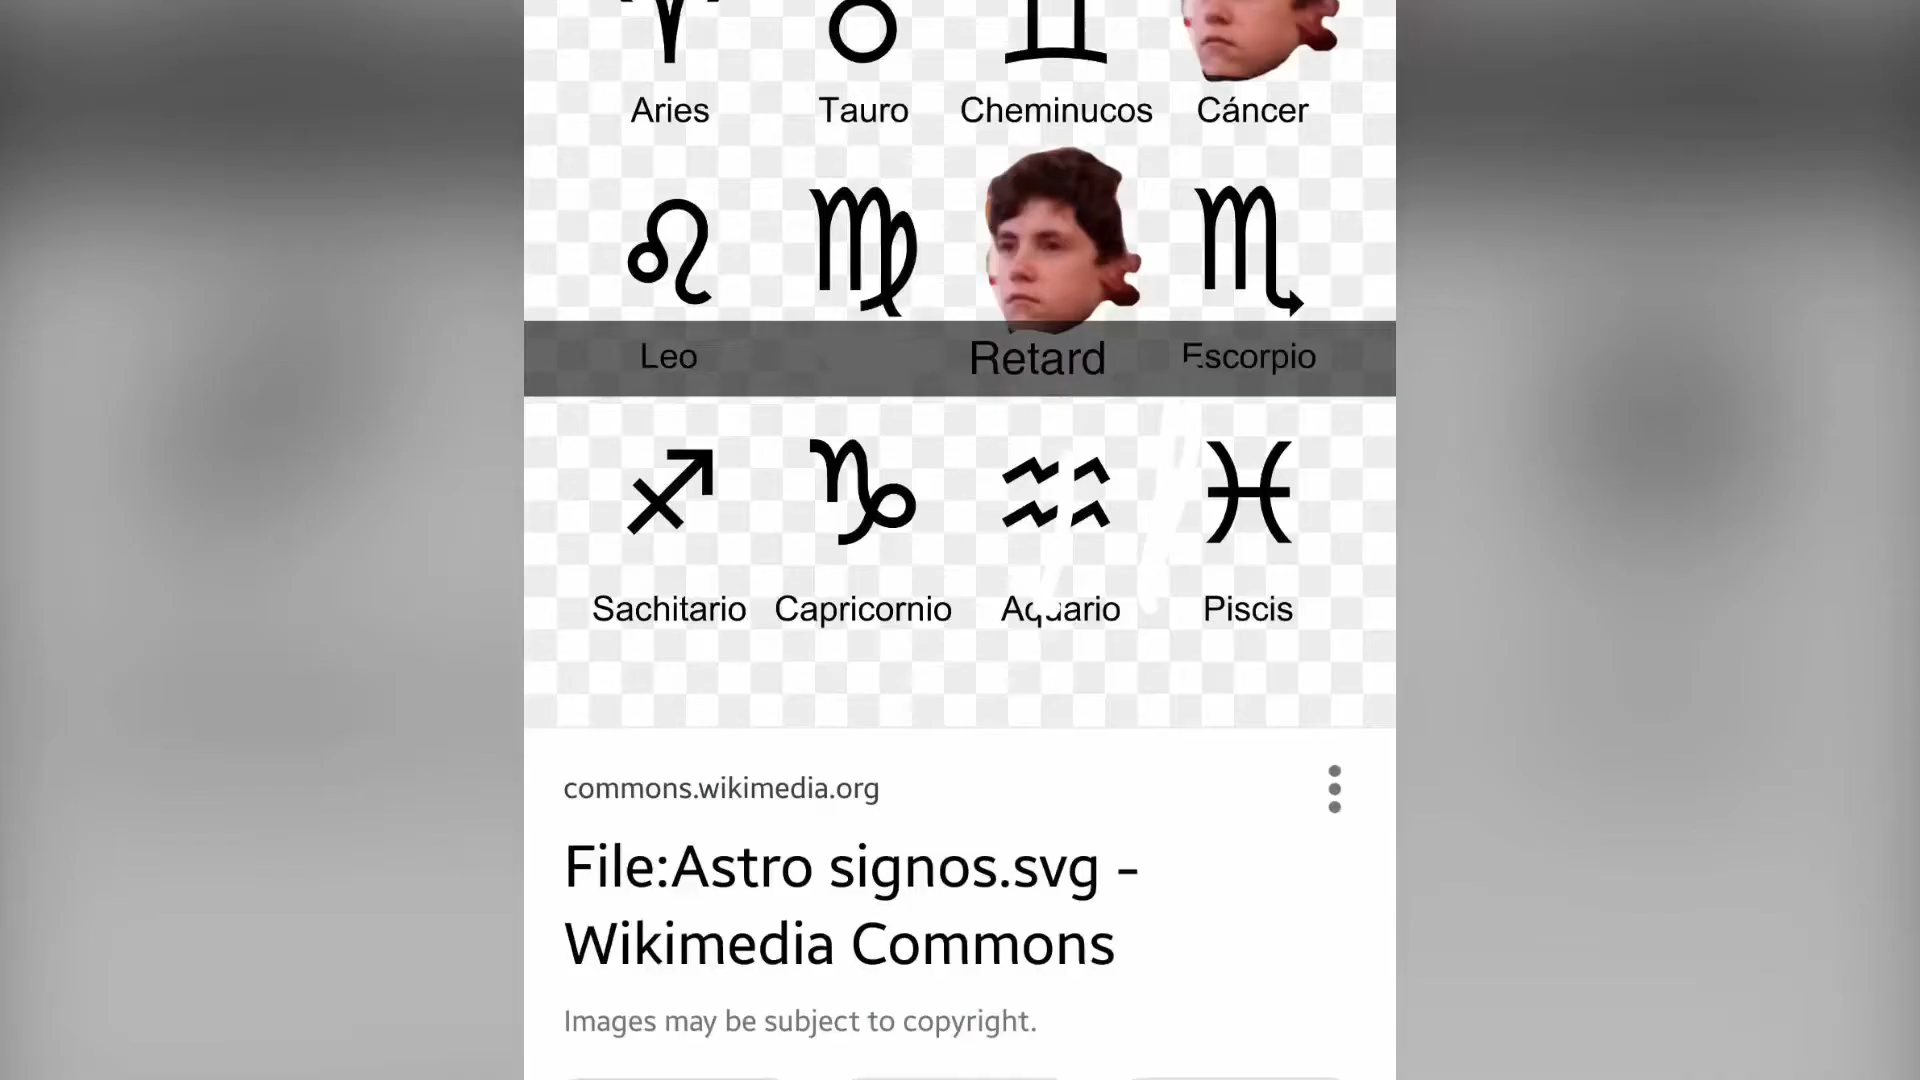 Aries Tauro Cheminucos Cáncer
Leo Retard Escorpio
Sachitario Capricornio Aquario Piscis
commons.wikimedia.org
File:Astro signos.svg -
Wikimedia Commons
Images may be subject to copyright.